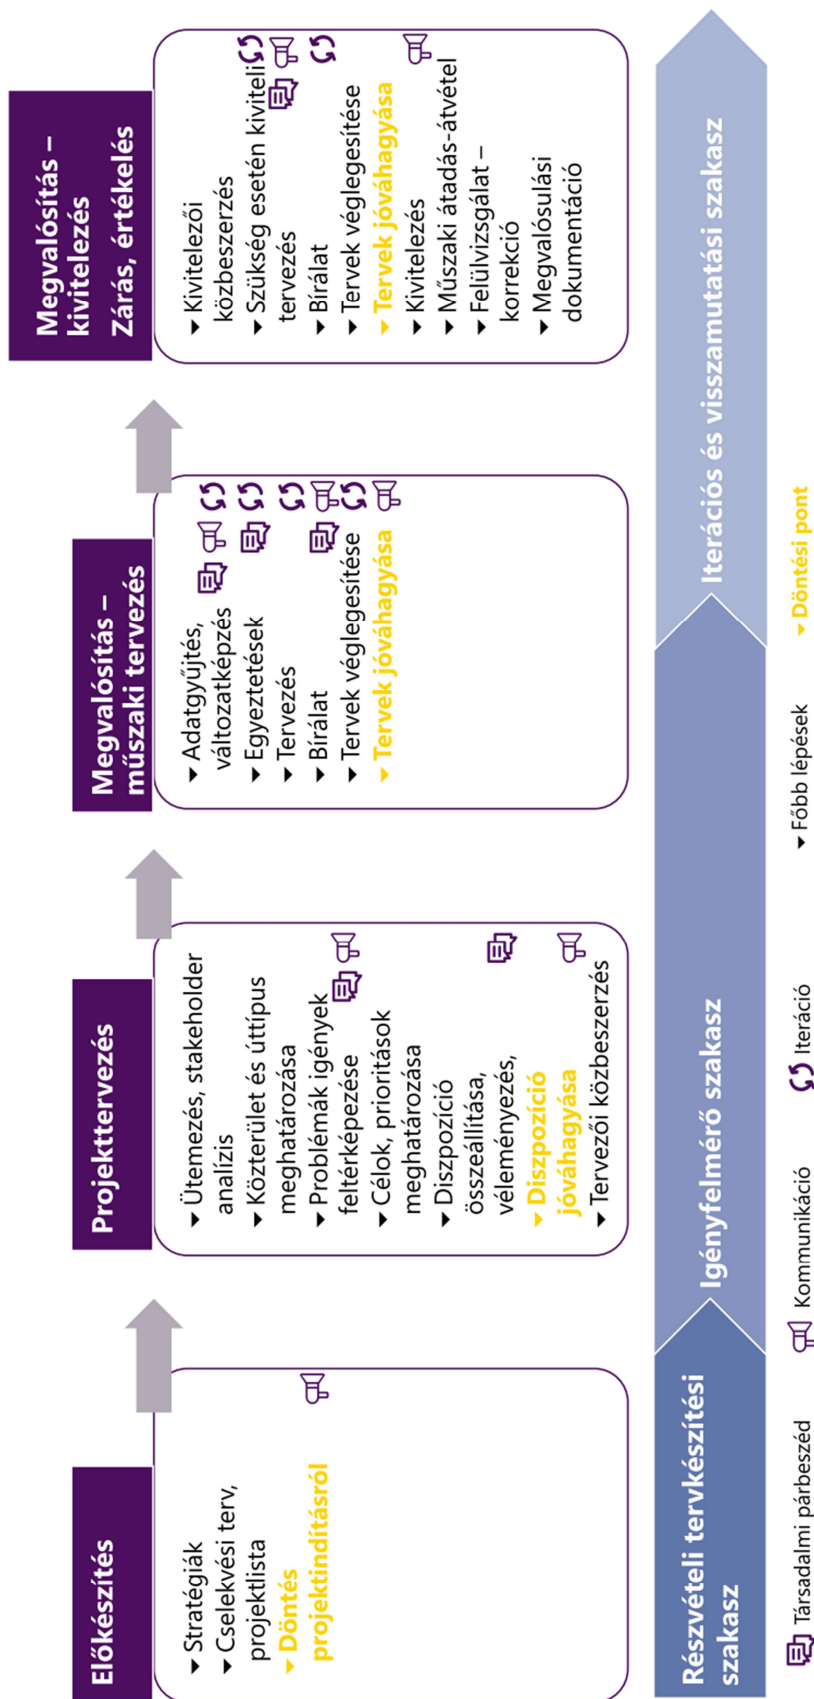 Előkészítés
Stratégiák
Cselekvési terv,
projektlista
Döntés
projektindításról
Projekttervezés
Ütemezés, stakeholder
analízis
Közterület és úttípus
meghatározása
Problémák igények
feltérképezése
Célok, prioritások
meghatározása
Diszpozíció
összeállítása,
véleményezés,
Diszpozíció
jóváhagyása
Tervezői közbeszerzés
Megvalósítás –
műszaki tervezés
Adatgyűjtés,
változatképzés
Egyeztetések
Tervezés
Bírálat
Tervek véglegesítése
Tervek jóváhagyása
Megvalósítás –
kivitelezés
Zárás, értékelés
Kivitelezői
közbeszerzés
Szükség esetén kiviteli
tervezés
Bírálat
Tervek véglegesítése
Tervek jóváhagyása
Kivitelezés
Műszaki átadás-átvétel
Felülvizsgálat –
korrekció
Megvalósulási
dokumentáció
Részvételi tervkészítési
szakasz
Igényfelmérő szakasz
Iterációs és visszamutatási szakasz
Társadalmi párbeszéd
Kommunikáció
Iteráció
Főbb lépések
Döntési pont